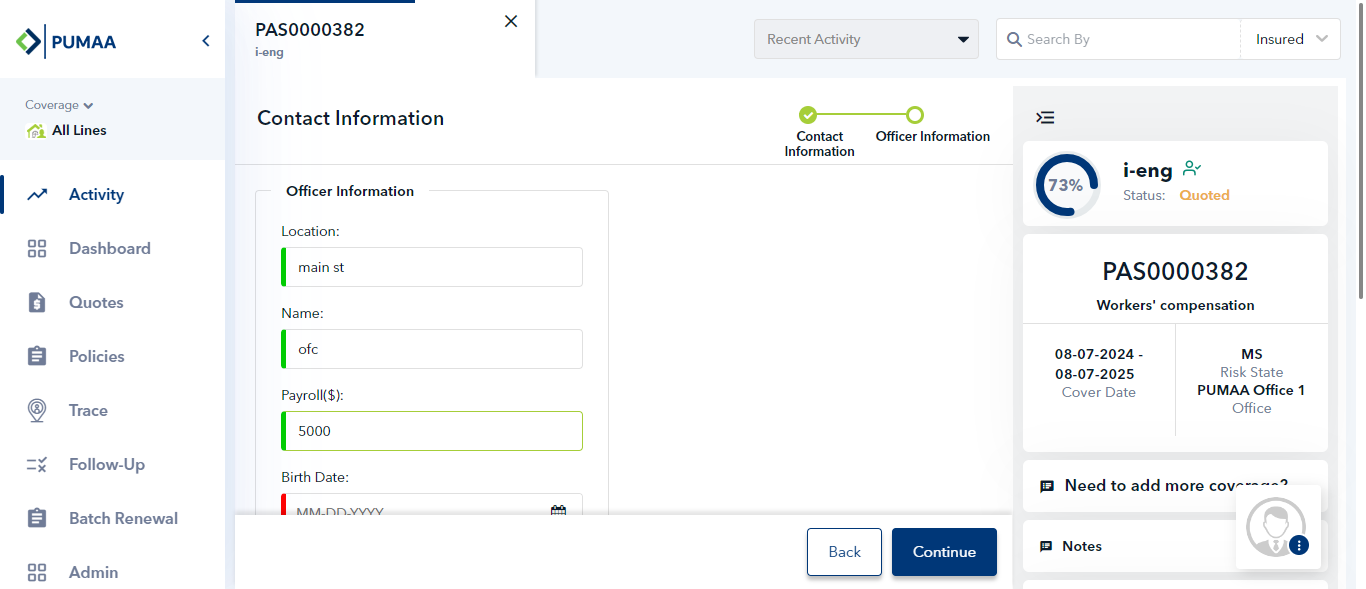 PUMAA
Coverage
All Lines
Activity
Dashboard
Quotes
Policies
Trace
Follow-Up
Batch Renewal
Admin
PAS0000382
i-eng
Recent Activity
Search By
Insured
Contact Information
Contact
Information
Officer Information
Officer Information
Location:
main st
Name:
ofc
Payroll($):
5000
Birth Date:
MM-DD-YYYY
Back
Continue
73%
i-eng
Status: Quoted
PAS0000382
Workers' compensation
08-07-2024 -
08-07-2025
Cover Date
MS
Risk State
PUMAA Office 1
Office
Need to add more coverage?
Notes